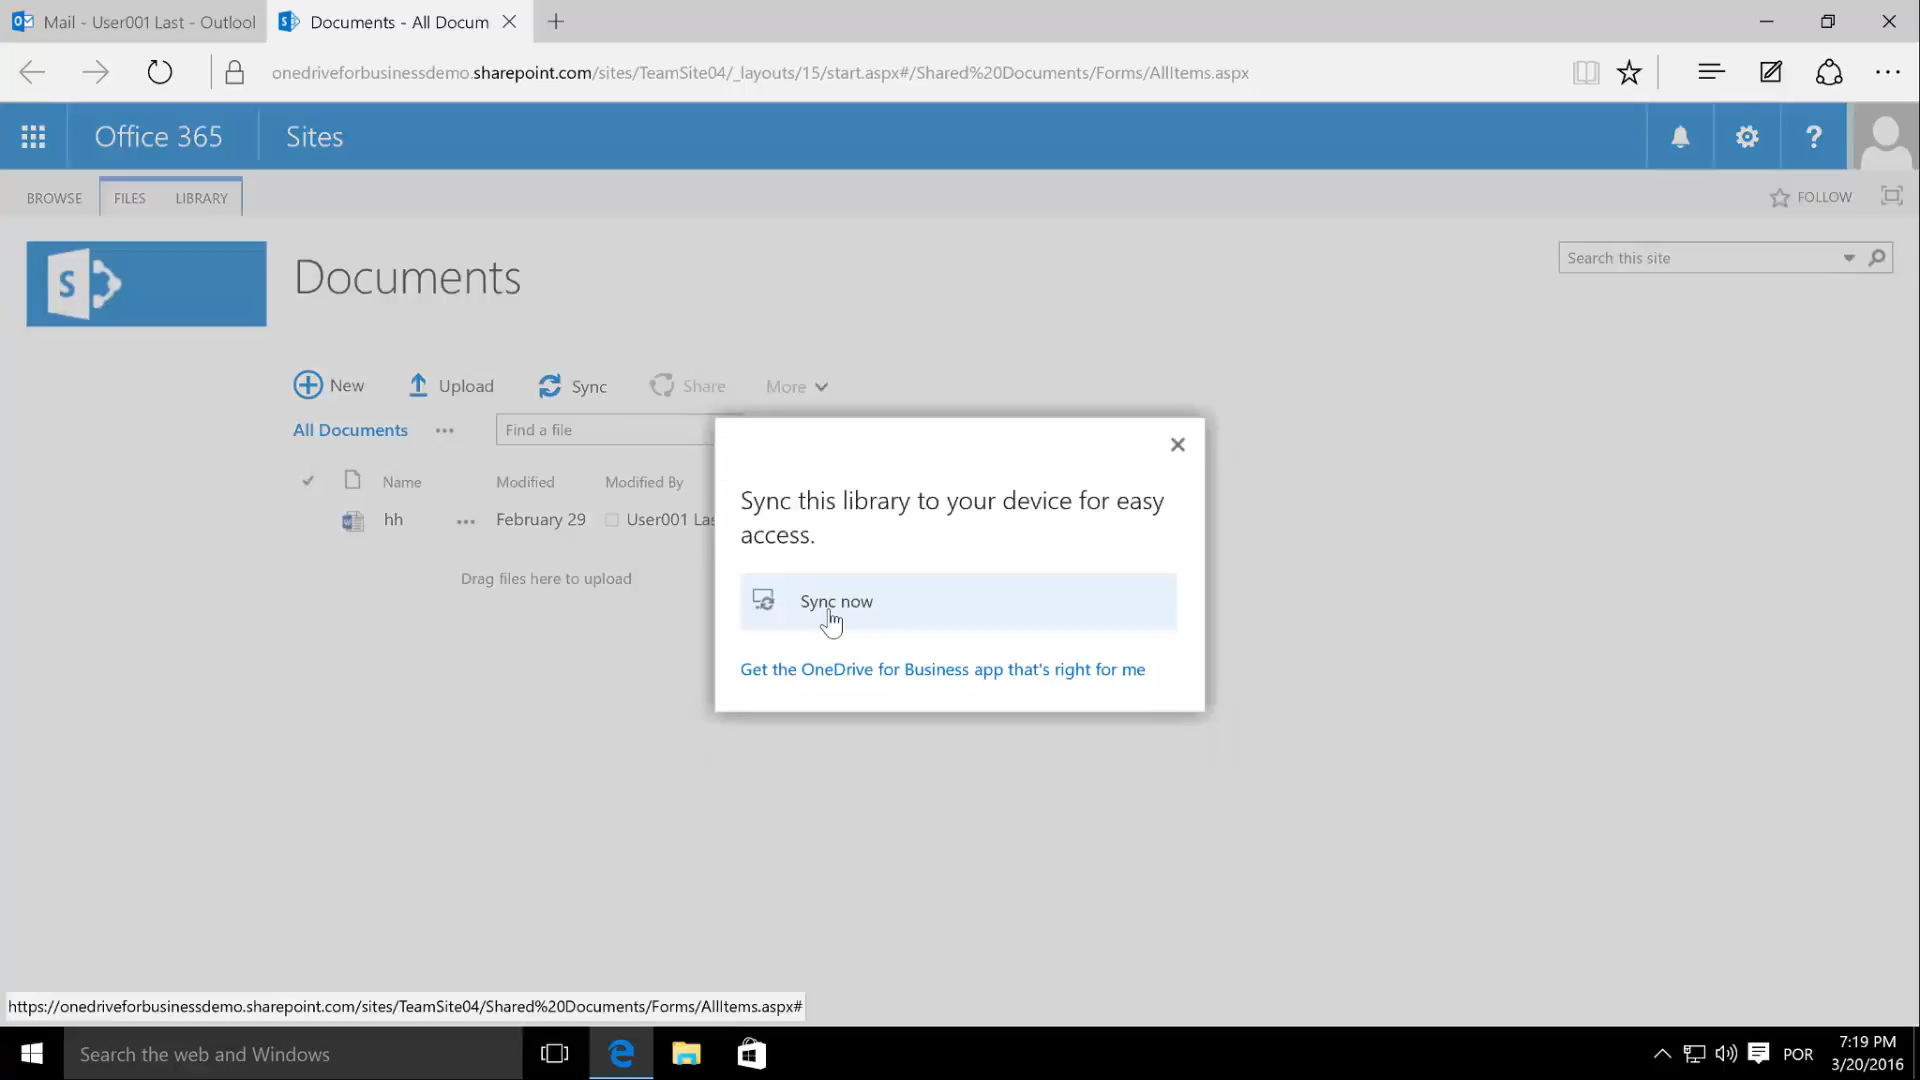 Mail - User001 Last - Outlool
Documents - All Docum
onedriveforbusinessdemo.sharepoint.com/sites/TeamSite04/_layouts/15/start.aspx#/Shared%20Documents/Forms/AllItems.aspx
Office 365
Sites
?
BROWSE
FILES
LIBRARY
FOLLOW
S
Documents
Search this site
New
Upload
Sync
Share
More
All Documents
...
Find a file
Name
Modified
Modified By
hh
...
February 29
User001 Las
Drag files here to upload
Sync this library to your device for easy
access.
Sync now
Get the OneDrive for Business app that's right for me
https://onedriveforbusinessdemo.sharepoint.com/sites/TeamSite04/Shared%20Documents/Forms/AllItems.aspx#
Search the web and Windows
POR
7:19 PM
3/20/2016